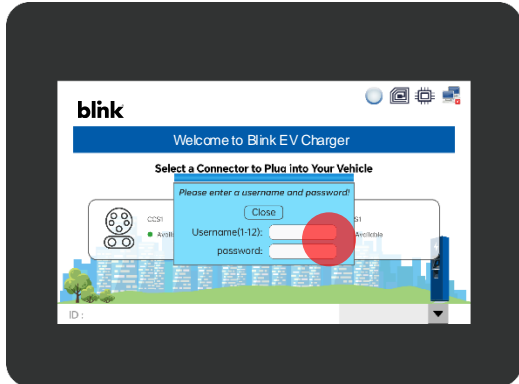 blink
Welcome to Blink EV Charger
Select a Connector to Plug into Your Vehicle
Please enter a username and password!
Close
CCS1
Available
Username(1-12):
password:
ID :